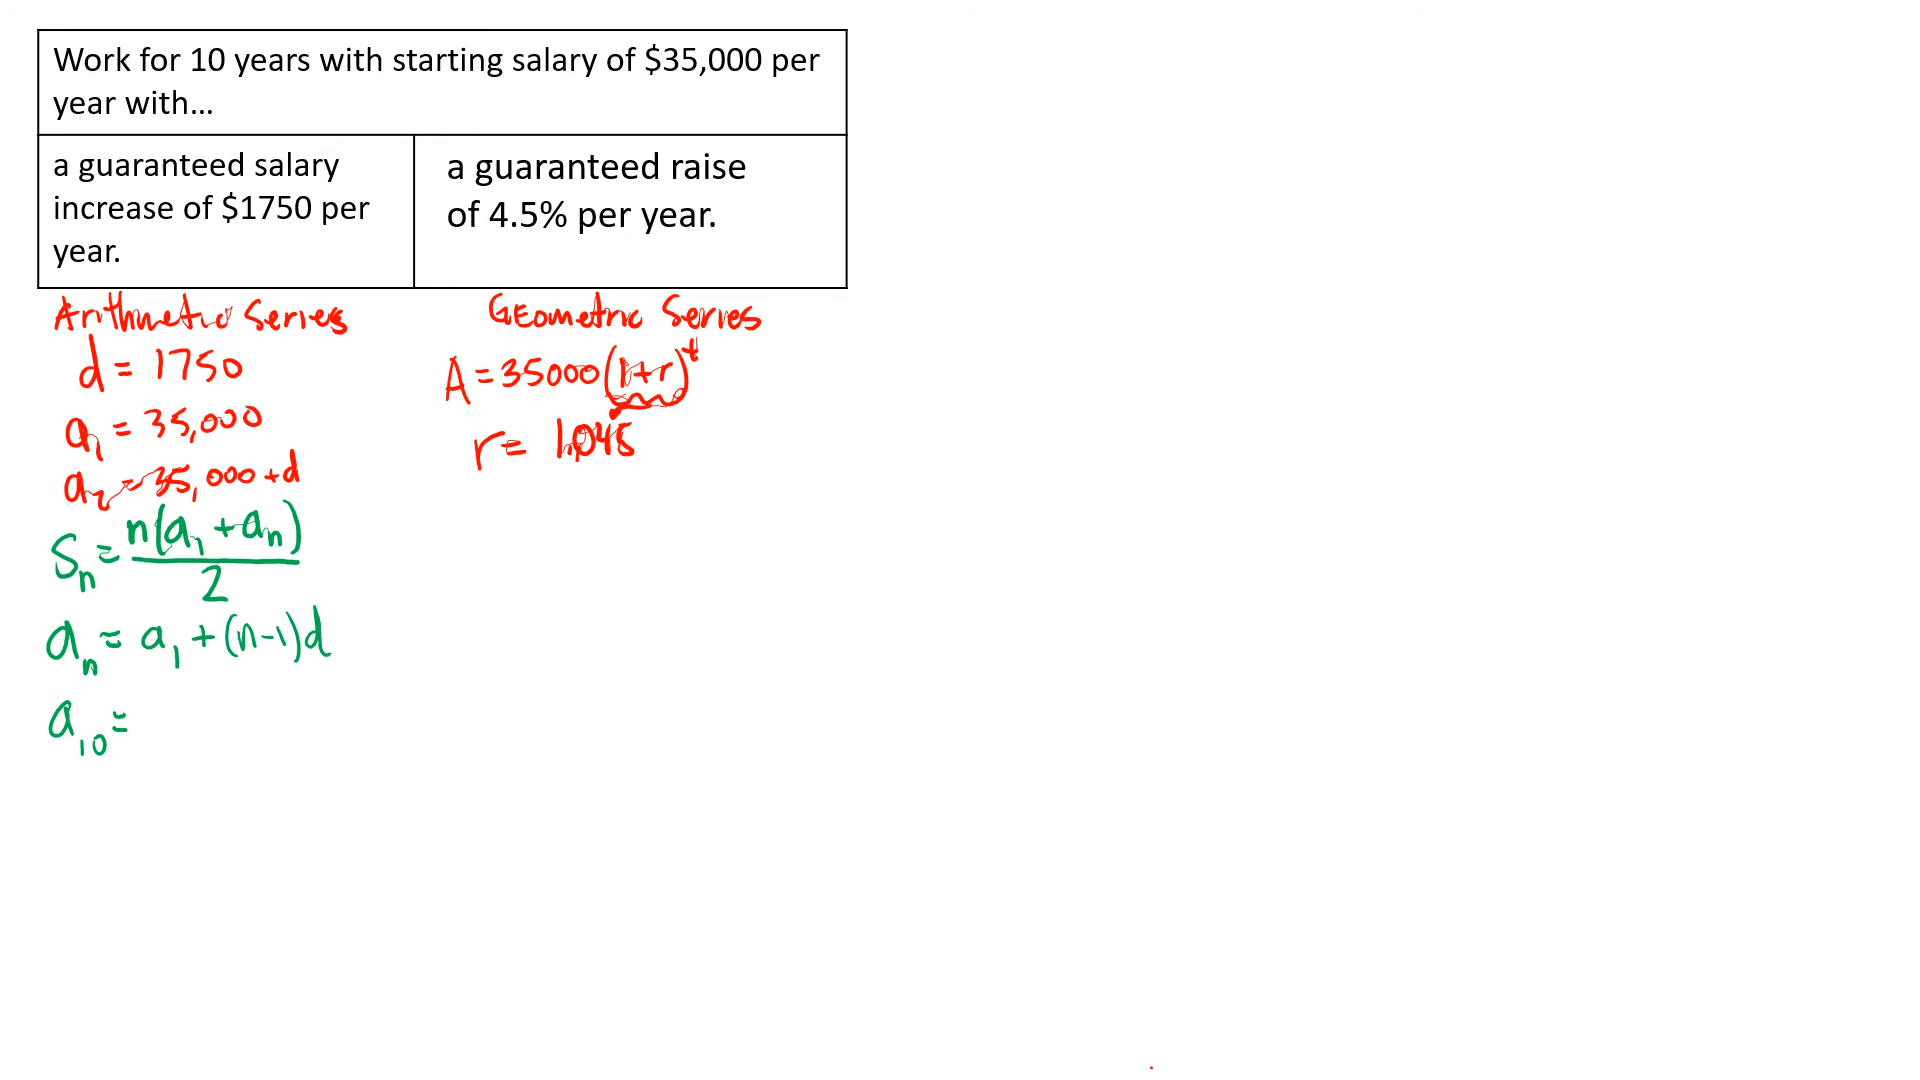 Work for 10 years with starting salary of $35,000 per
year with...
a guaranteed salary
increase of $1750 per
year.
a guaranteed raise
of 4.5% per year.
Arithmetic Series
d = 1750
a₁ = 35,000
a₂ = 35,000 + d
Sₙ = n(a₁ + aₙ)
2
aₙ = a₁ + (n-1)d
a₁₀ =
Geometric Series
A = 35000(1+r)ᵗ
r = 1.045